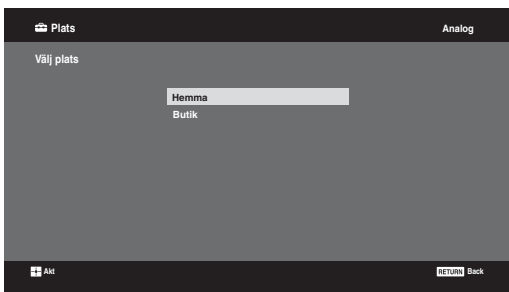 Plats
Analog
Välj plats
Hemma
Butik
Akt
RETURN Back